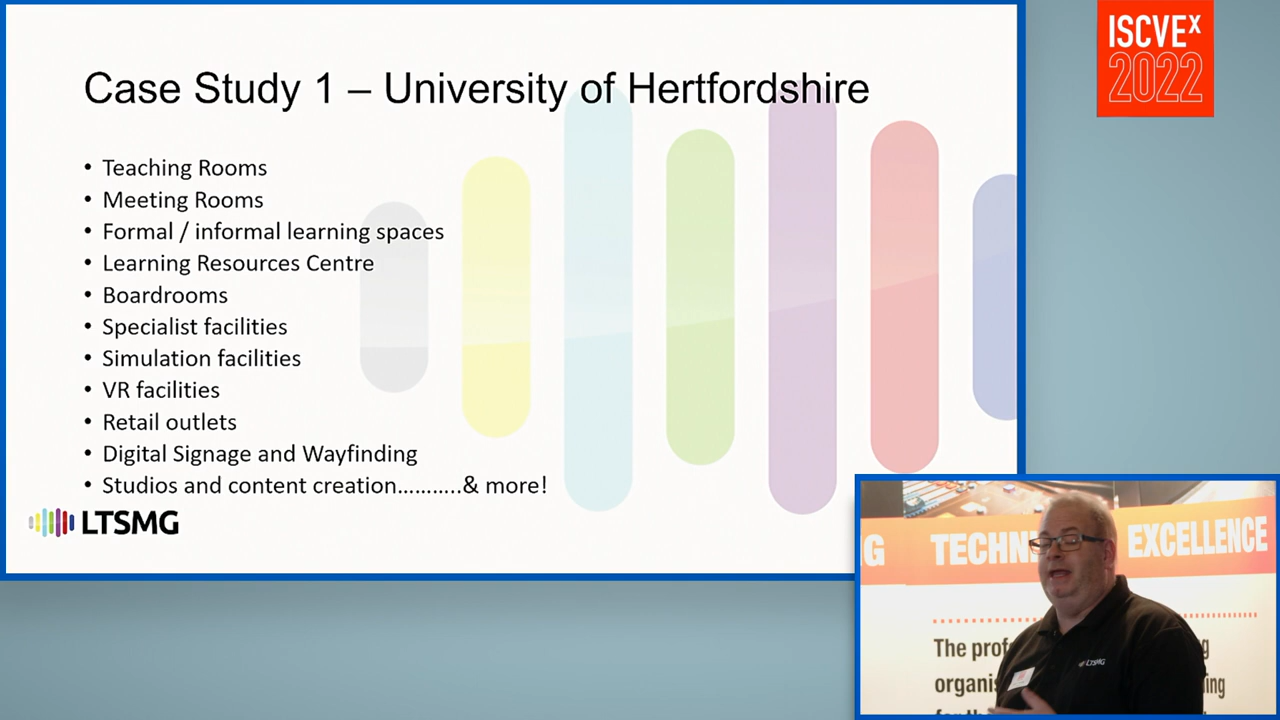 Case Study 1 – University of Hertfordshire
• Teaching Rooms
• Meeting Rooms
• Formal / informal learning spaces
• Learning Resources Centre
• Boardrooms
• Specialist facilities
• Simulation facilities
• VR facilities
• Retail outlets
• Digital Signage and Wayfinding
• Studios and content creation………..& more!
LTSMG
ISCVEx
2022
G TECHN EXCELLENCE
The prof
organis
LTSMG